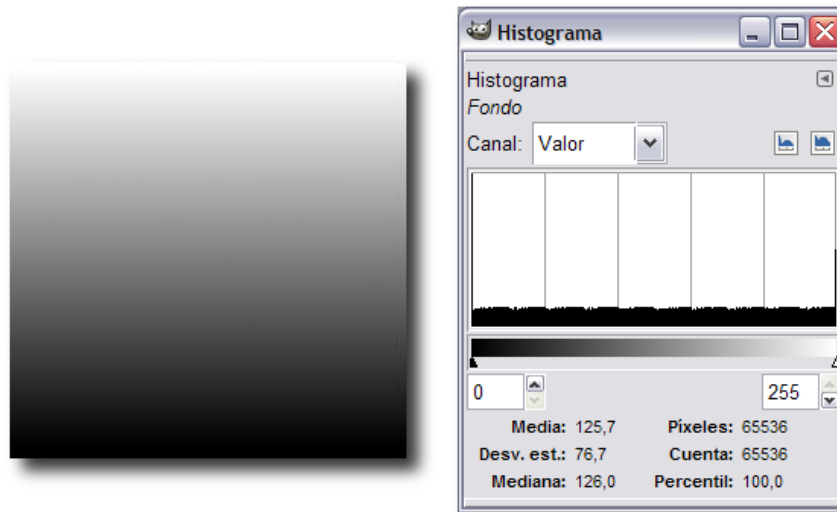 Histograma
Histograma
Fondo
Canal: Valor
0 255
Media: 125,7 Píxeles: 65536
Desv. est.: 76,7 Cuenta: 65536
Mediana: 126,0 Percentil: 100,0